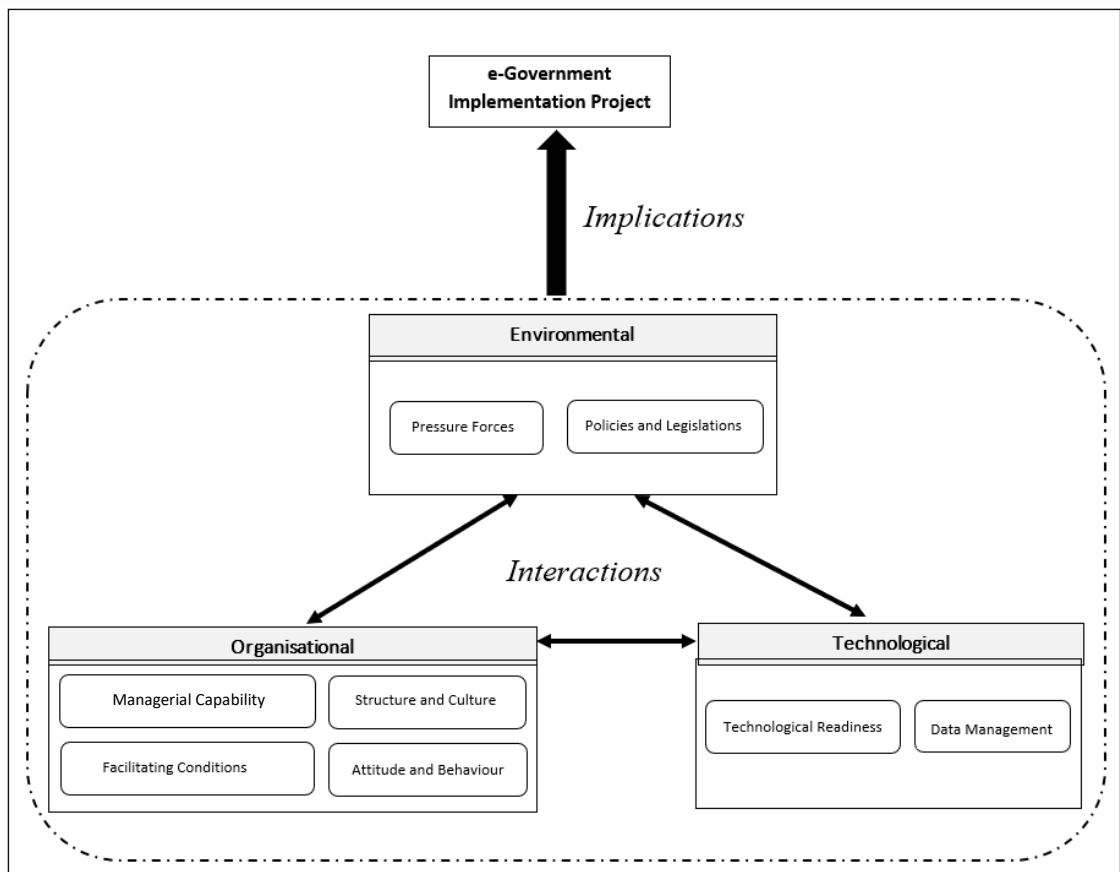 e-Government
Implementation Project
Implications
Environmental
Pressure Forces
Policies and Legislations
Interactions
Organisational
Managerial Capability
Structure and Culture
Facilitating Conditions
Attitude and Behaviour
Technological
Technological Readiness
Data Management